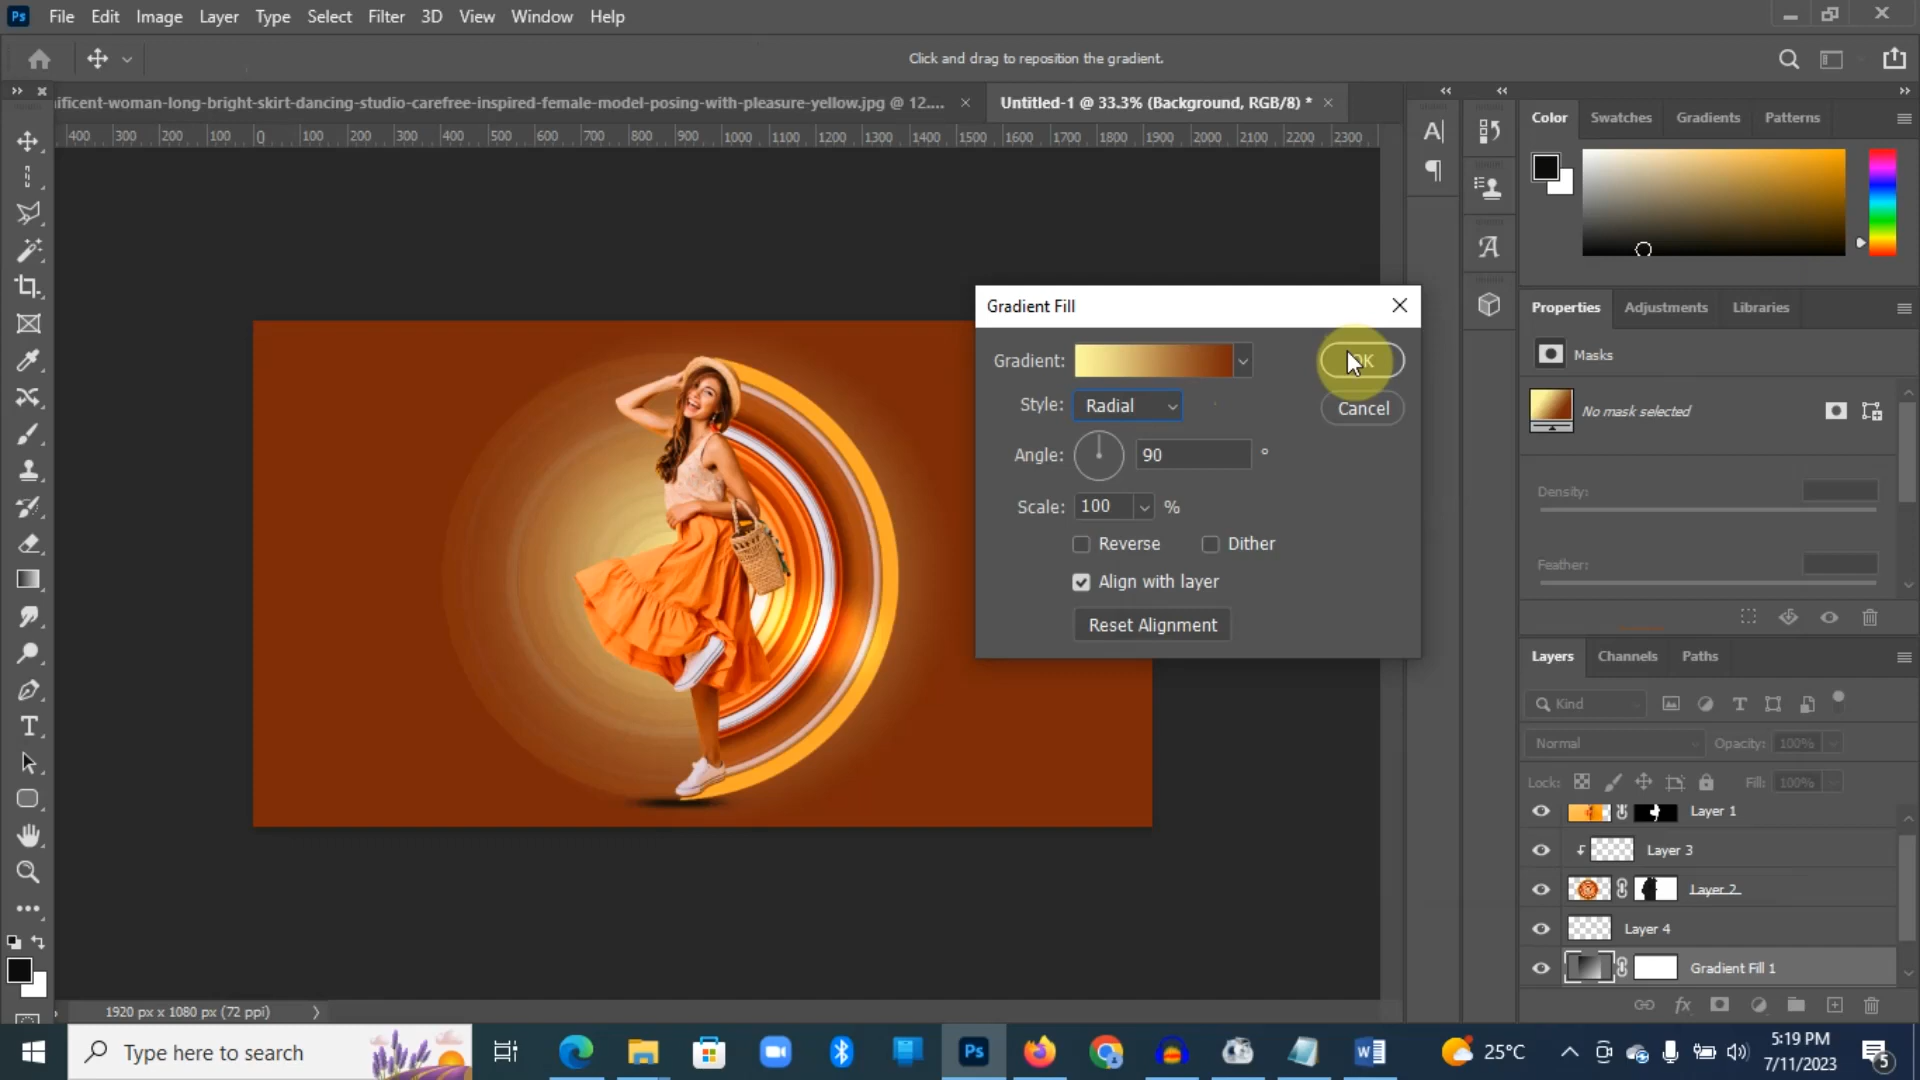 Ps File Edit Image Layer Type Select Filter 3D View Window Help
Click and drag to reposition the gradient.
ificent-woman-long-bright-skirt-dancing-studio-carefree-inspired-female-model-posing-with-pleasure-yellow.jpg @ 12.... × Untitled-1 @ 33.3% (Background, RGB/8) * ×
400 300 200 100 0 100 200 300 400 500 600 700 800 900 1000 1100 1200 1300 1400 1500 1600 1700 1800 1900 2000 2100 2200 2300
Color Swatches Gradients Patterns
Gradient Fill
Gradient:
OK
Style: Radial
Cancel
Angle: 90 °
Scale: 100 %
Reverse Dither
Align with layer
Reset Alignment
Properties Adjustments Libraries
Masks
No mask selected
Density:
Feather:
Layers Channels Paths
Kind
Normal Opacity: 100%
Lock: Fill: 100%
Layer 1
Layer 3
Layer 2
Layer 4
Gradient Fill 1
1920 px x 1080 px (72 ppi)
Type here to search
Ps
25°C
5:19 PM
7/11/2023
5